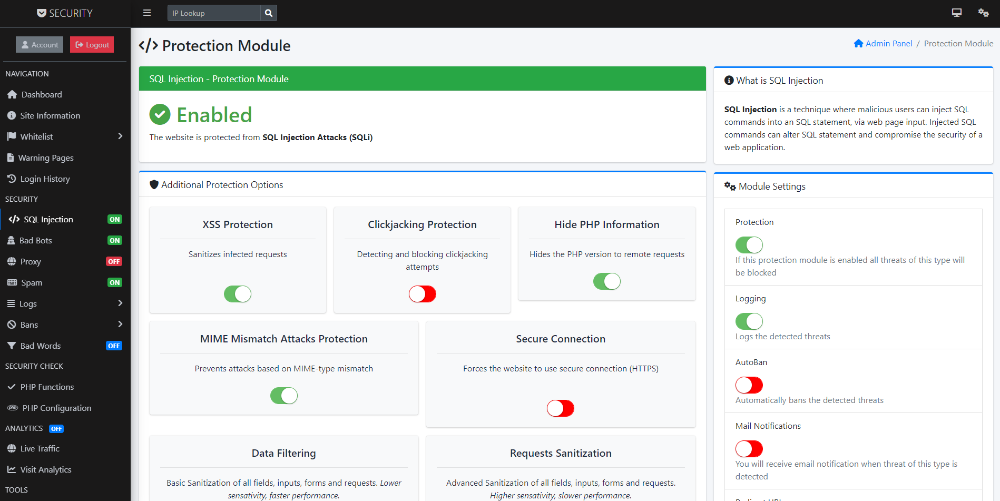 SECURITY
IP Lookup
Account
Logout
NAVIGATION
Dashboard
Site Information
Whitelist
Warning Pages
Login History
SECURITY
SQL Injection ON
Bad Bots ON
Proxy OFF
Spam ON
Logs
Bans
Bad Words OFF
SECURITY CHECK
PHP Functions
php PHP Configuration
ANALYTICS OFF
Live Traffic
Visit Analytics
TOOLS
</> Protection Module
Admin Panel / Protection Module
SQL Injection - Protection Module
Enabled
The website is protected from SQL Injection Attacks (SQLi)
Additional Protection Options
XSS Protection
Sanitizes infected requests
Clickjacking Protection
Detecting and blocking clickjacking
attempts
Hide PHP Information
Hides the PHP version to remote requests
MIME Mismatch Attacks Protection
Prevents attacks based on MIME-type mismatch
Secure Connection
Forces the website to use secure connection (HTTPS)
Data Filtering
Basic Sanitization of all fields, inputs, forms and requests. Lower
sensativity, faster performance.
Requests Sanitization
Advanced Sanitization of all fields, inputs, forms and requests.
Higher sensativity, slower performance.
What is SQL Injection
SQL Injection is a technique where malicious users can inject SQL
commands into an SQL statement, via web page input. Injected SQL
commands can alter SQL statement and compromise the security of a
web application.
Module Settings
Protection
If this protection module is enabled all threats of this type will
be blocked
Logging
Logs the detected threats
AutoBan
Automatically bans the detected threats
Mail Notifications
You will receive email notification when threat of this type is
detected